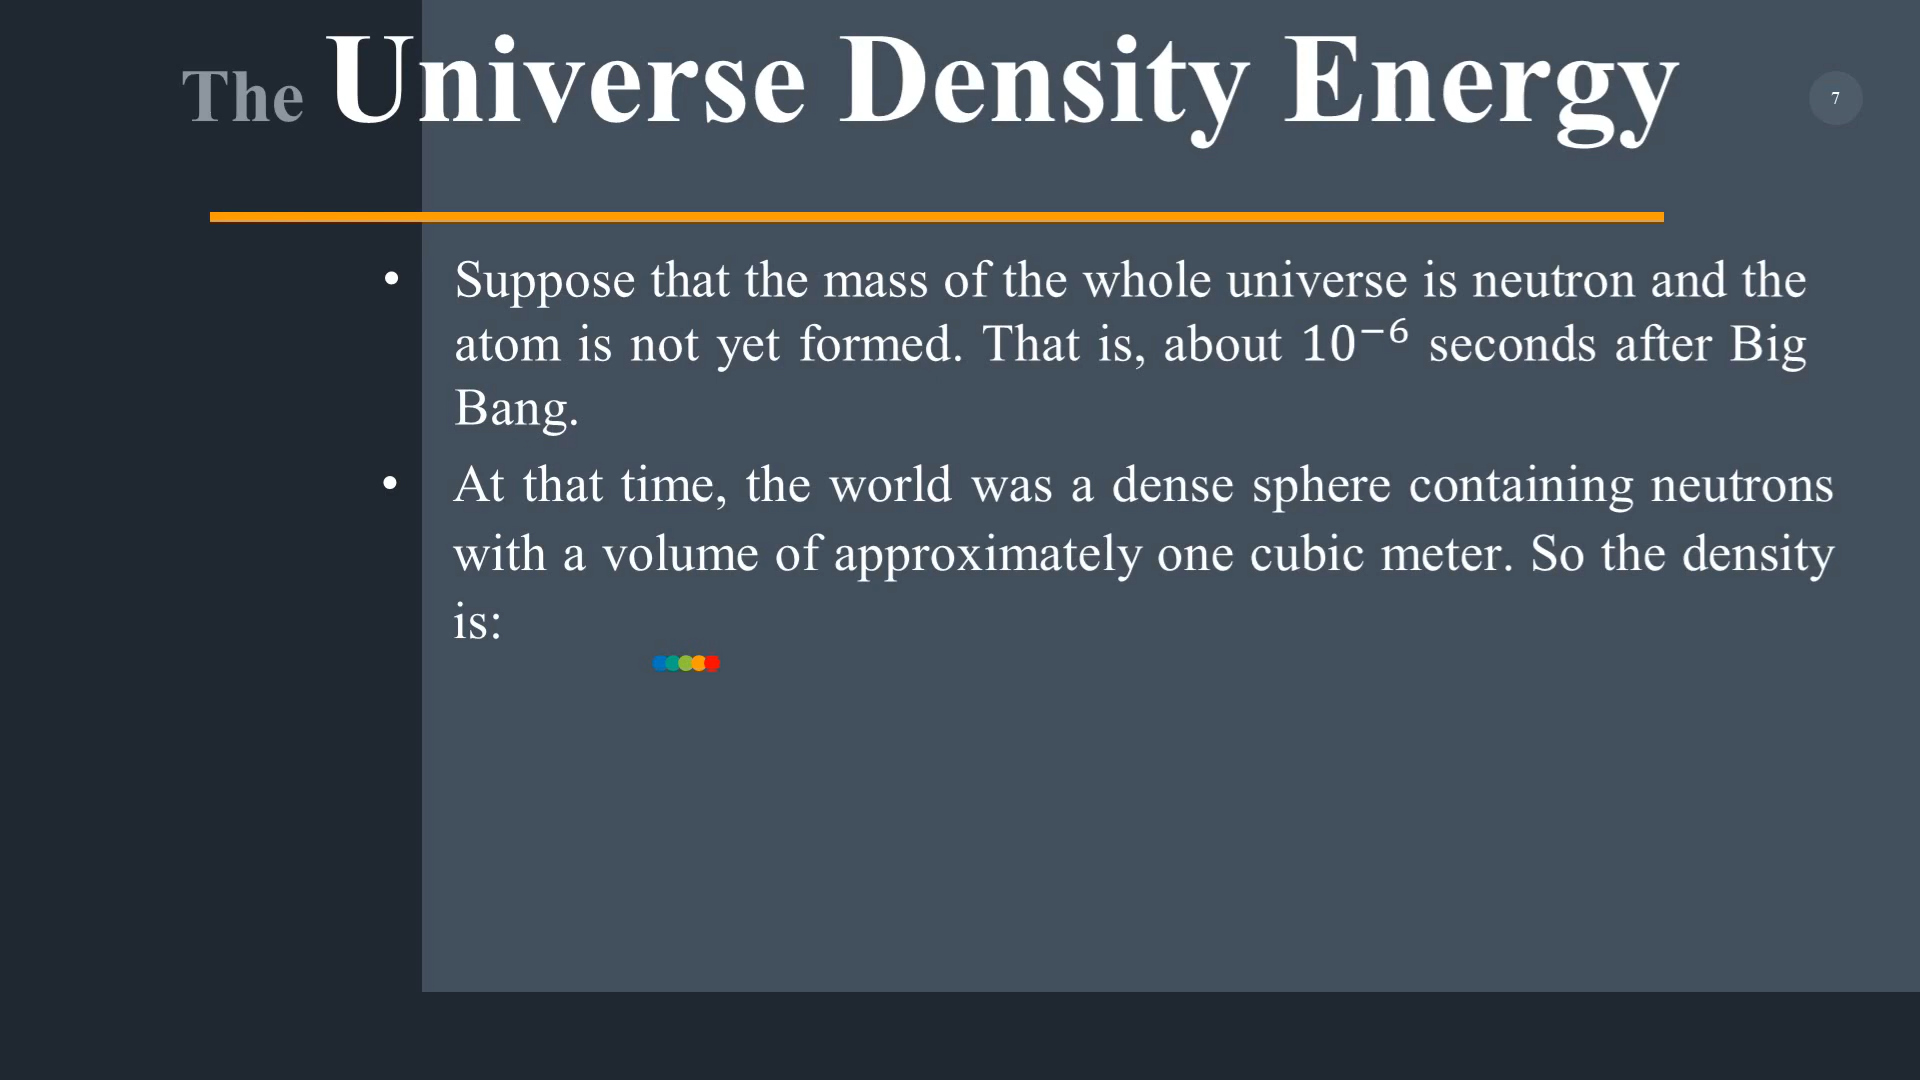 The Universe Density Energy
7
• Suppose that the mass of the whole universe is neutron and the
atom is not yet formed. That is, about 10⁻⁶ seconds after Big
Bang.
• At that time, the world was a dense sphere containing neutrons
with a volume of approximately one cubic meter. So the density
is: